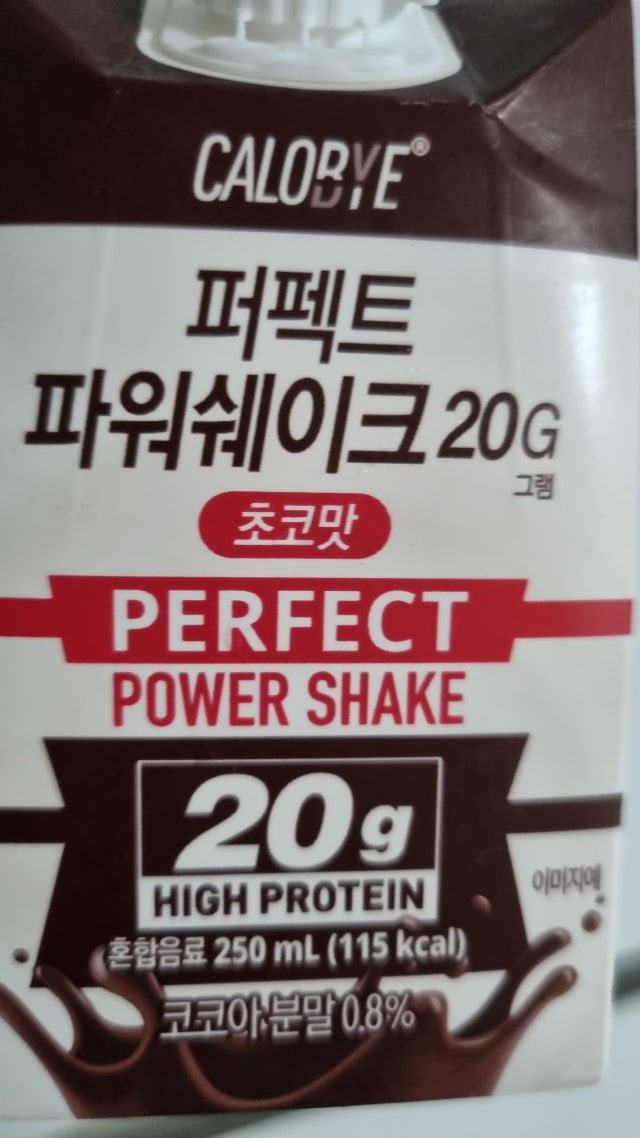 CALOBYE®
퍼펙트
파워쉐이크 20G
그램
초코맛
PERFECT
POWER SHAKE
20g
HIGH PROTEIN
이미지예
혼합음료 250 mL (115 kcal)
코코아분말 0.8%